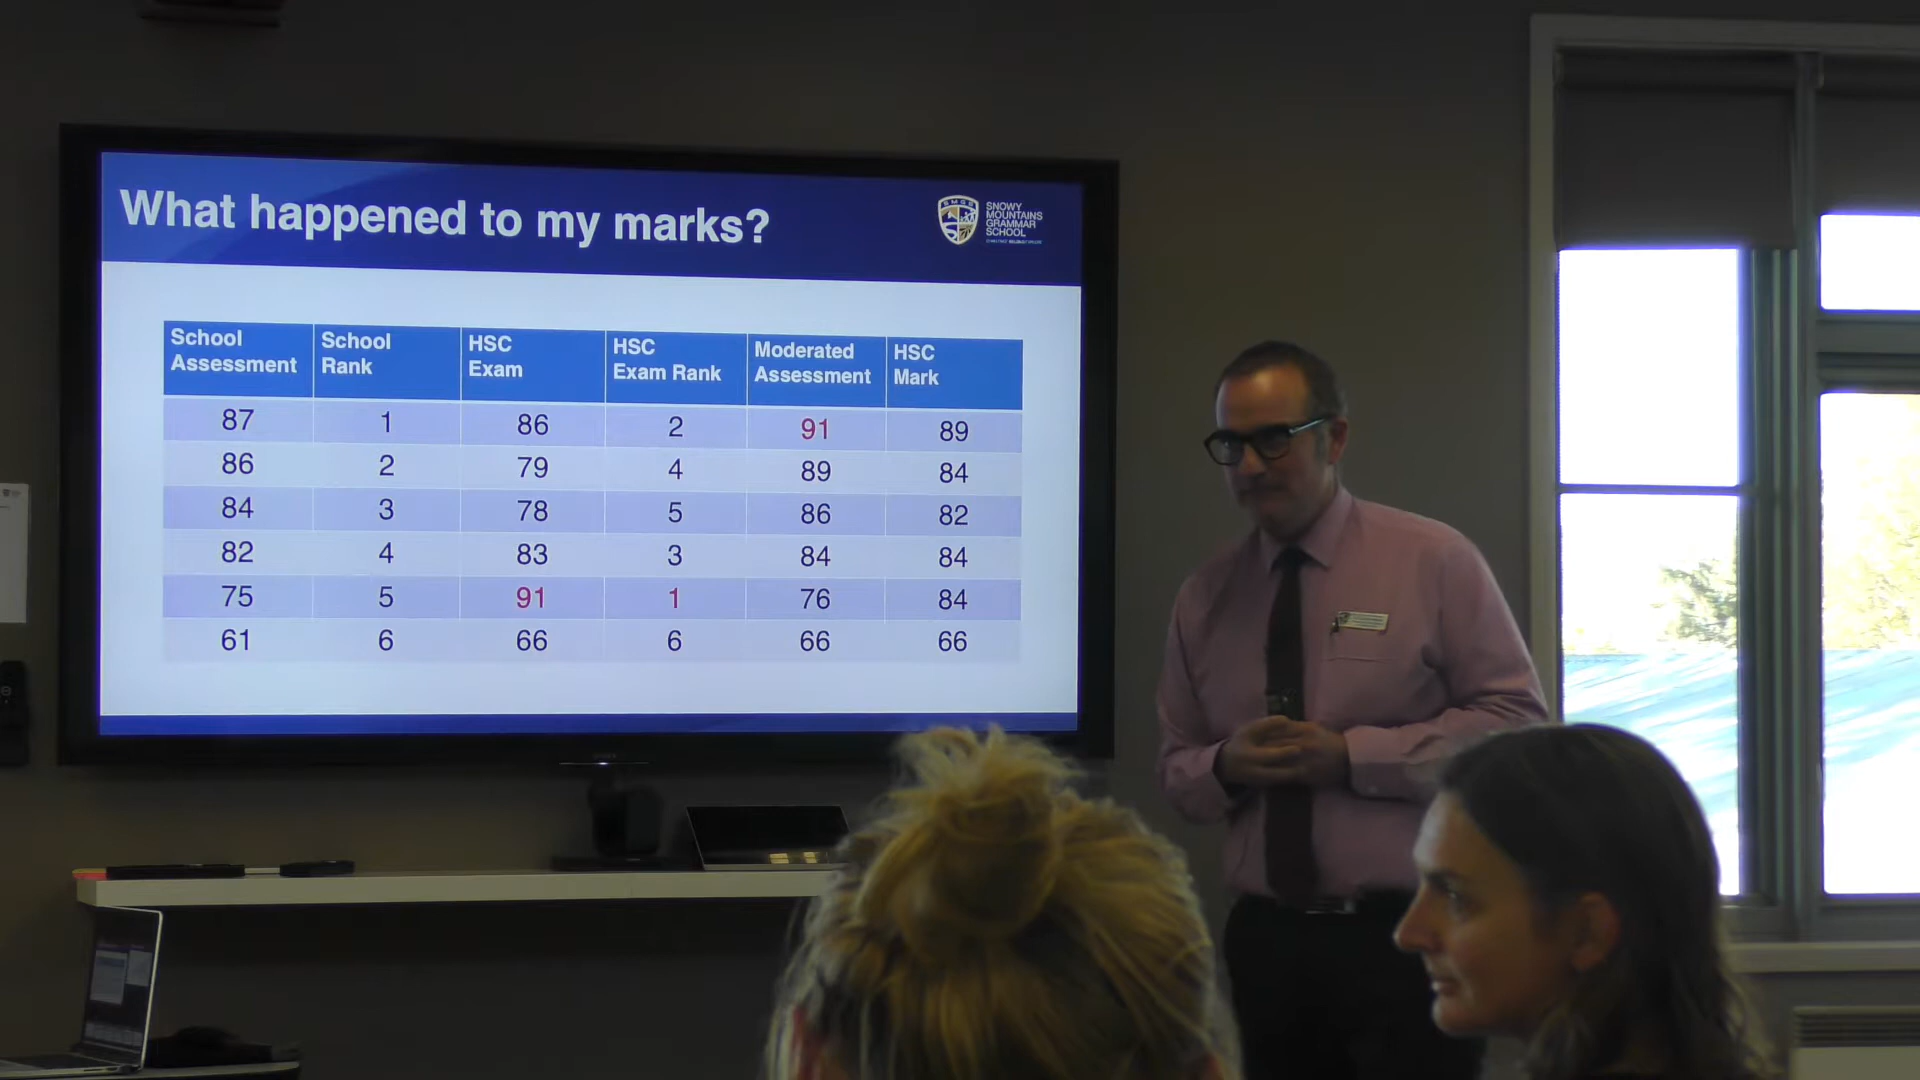 What happened to my marks?
SMGS
SNOWY
MOUNTAINS
GRAMMAR
SCHOOL
School Assessment School Rank HSC Exam HSC Exam Rank Moderated Assessment HSC Mark
87 1 86 2 91 89
86 2 79 4 89 84
84 3 78 5 86 82
82 4 83 3 84 84
75 5 91 1 76 84
61 6 66 6 66 66